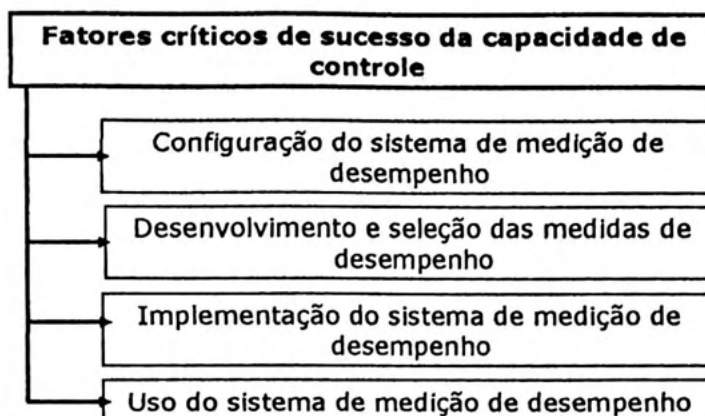 Fatores críticos de sucesso da capacidade de
controle
Configuração do sistema de medição de
desempenho
Desenvolvimento e seleção das medidas de
desempenho
Implementação do sistema de medição de
desempenho
Uso do sistema de medição de desempenho